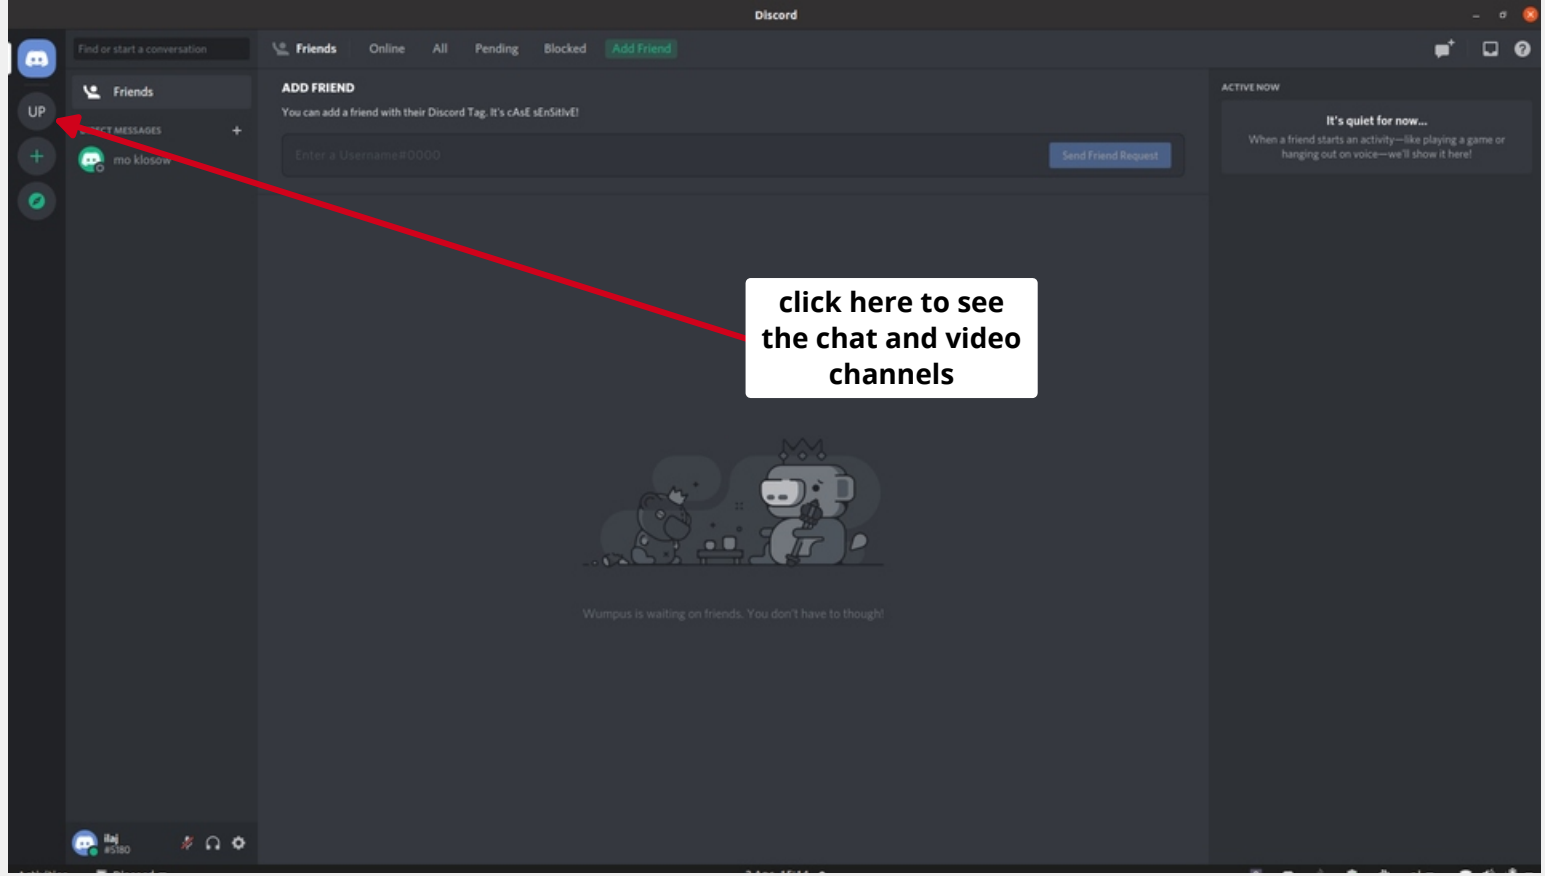 Discord
Find or start a conversation
Friends
Online
All
Pending
Blocked
Add Friend
UP
Friends
DIRECT MESSAGES
mo klosow
ADD FRIEND
You can add a friend with their Discord Tag. It's cAsE sEnSitIvE!
Enter a Username#0000
Send Friend Request
ACTIVE NOW
It's quiet for now...
When a friend starts an activity—like playing a game or
hanging out on voice—we'll show it here!
click here to see
the chat and video
channels
Wumpus is waiting on friends. You don't have to though!
ilaj
#5180